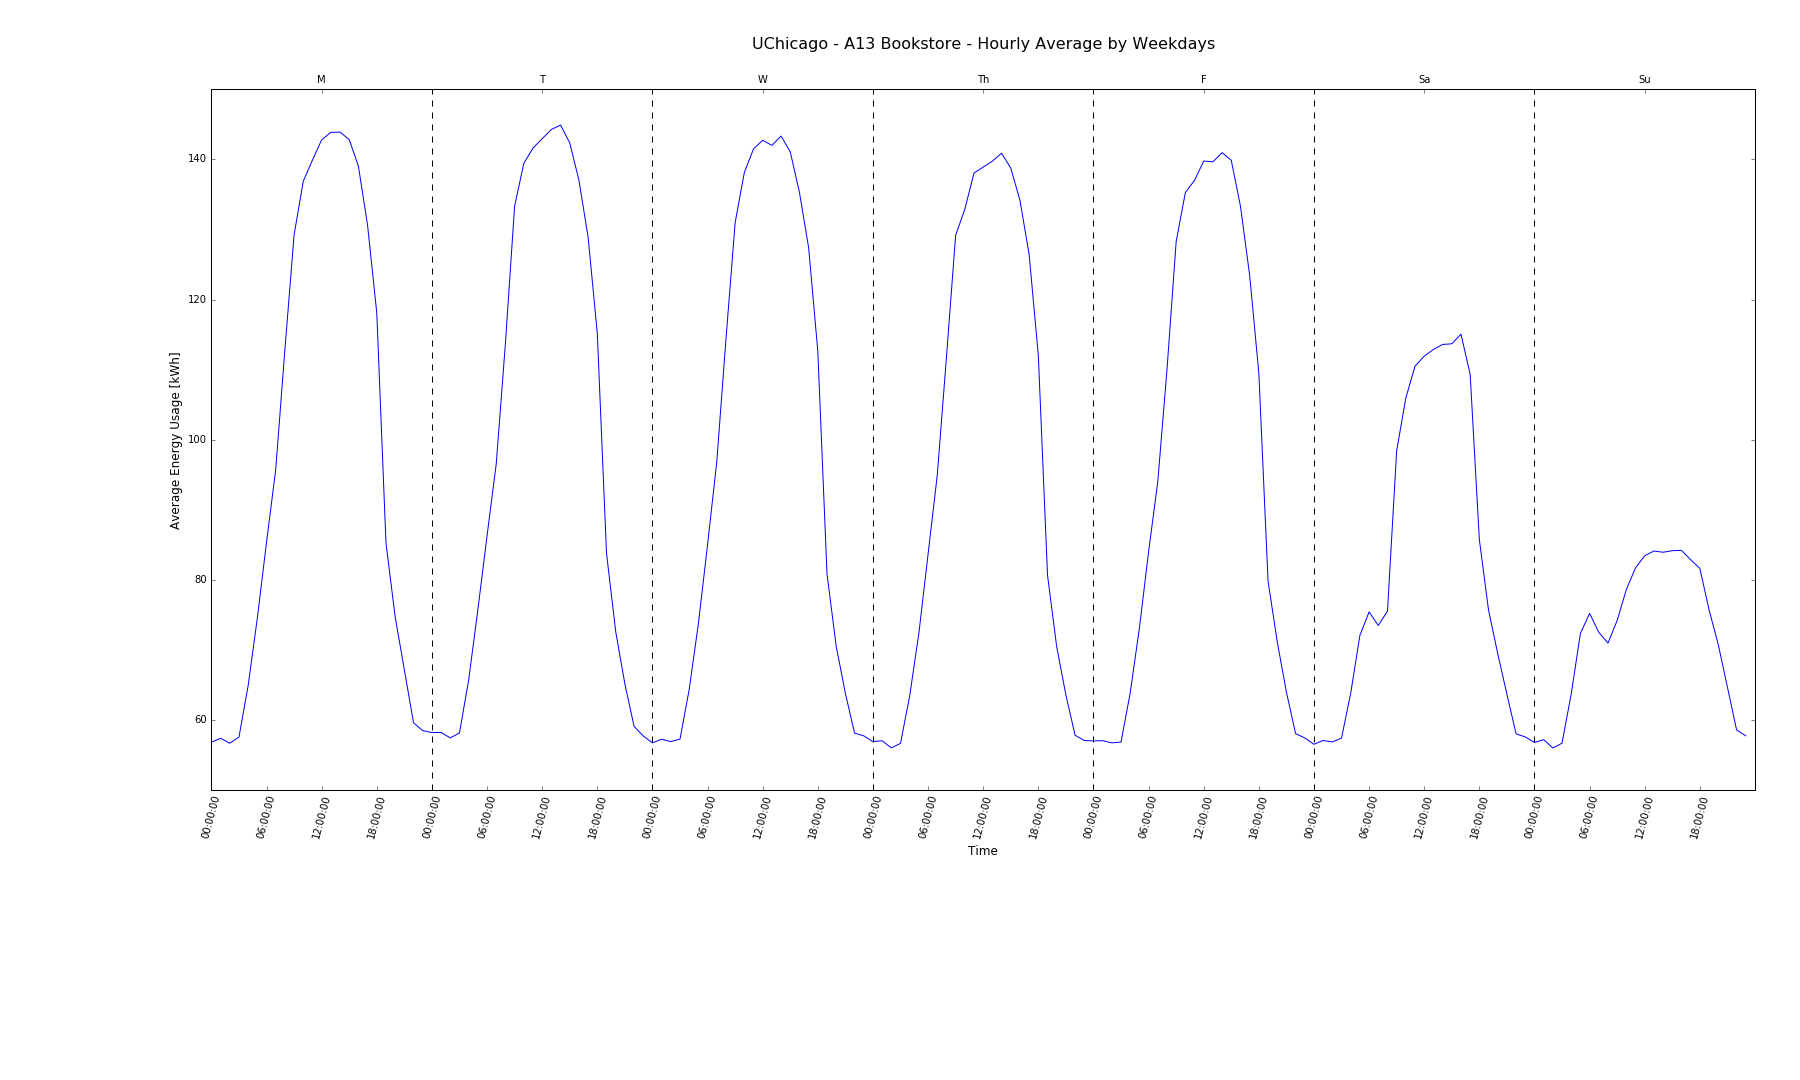 UChicago - A13 Bookstore - Hourly Average by Weekdays
M T W Th F Sa Su
140
120
100
80
60
Average Energy Usage [kWh]
00:00:00 06:00:00 12:00:00 18:00:00 00:00:00 06:00:00 12:00:00 18:00:00 00:00:00 06:00:00 12:00:00 18:00:00 00:00:00 06:00:00 12:00:00 18:00:00 00:00:00 06:00:00 12:00:00 18:00:00 00:00:00 06:00:00 12:00:00 18:00:00 00:00:00 06:00:00 12:00:00 18:00:00
Time